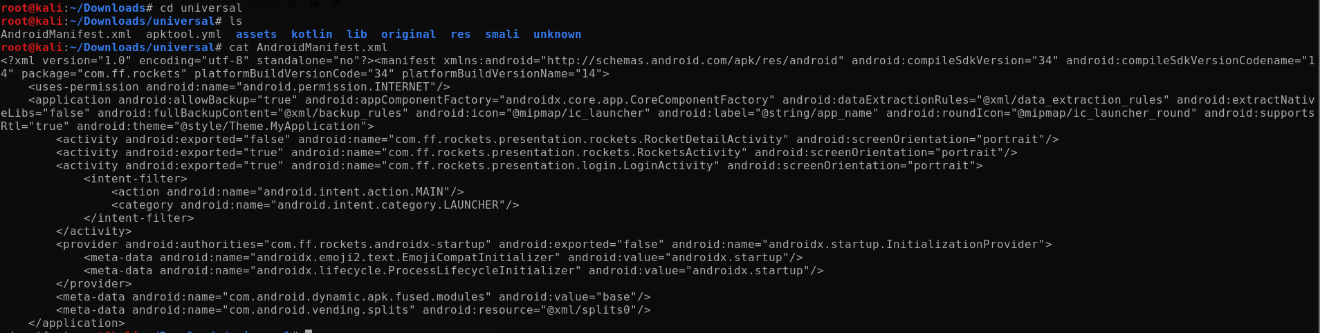 root@kali:~/Downloads# cd universal
root@kali:~/Downloads/universal# ls
AndroidManifest.xml  apktool.yml  assets  kotlin  lib  original  res  smali  unknown
root@kali:~/Downloads/universal# cat AndroidManifest.xml
<?xml version="1.0" encoding="utf-8" standalone="no"?><manifest xmlns:android="http://schemas.android.com/apk/res/android" android:compileSdkVersion="34" android:compileSdkVersionCodename="1
4" package="com.ff.rockets" platformBuildVersionCode="34" platformBuildVersionName="14">
    <uses-permission android:name="android.permission.INTERNET"/>
    <application android:allowBackup="true" android:appComponentFactory="androidx.core.app.CoreComponentFactory" android:dataExtractionRules="@xml/data_extraction_rules" android:extractNativ
eLibs="false" android:fullBackupContent="@xml/backup_rules" android:icon="@mipmap/ic_launcher" android:label="@string/app_name" android:roundIcon="@mipmap/ic_launcher_round" android:supports
Rtl="true" android:theme="@style/Theme.MyApplication">
        <activity android:exported="false" android:name="com.ff.rockets.presentation.rockets.RocketDetailActivity" android:screenOrientation="portrait"/>
        <activity android:exported="true" android:name="com.ff.rockets.presentation.rockets.RocketsActivity" android:screenOrientation="portrait"/>
        <activity android:exported="true" android:name="com.ff.rockets.presentation.login.LoginActivity" android:screenOrientation="portrait">
            <intent-filter>
                <action android:name="android.intent.action.MAIN"/>
                <category android:name="android.intent.category.LAUNCHER"/>
            </intent-filter>
        </activity>
        <provider android:authorities="com.ff.rockets.androidx-startup" android:exported="false" android:name="androidx.startup.InitializationProvider">
            <meta-data android:name="androidx.emoji2.text.EmojiCompatInitializer" android:value="androidx.startup"/>
            <meta-data android:name="androidx.lifecycle.ProcessLifecycleInitializer" android:value="androidx.startup"/>
        </provider>
        <meta-data android:name="com.android.dynamic.apk.fused.modules" android:value="base"/>
        <meta-data android:name="com.android.vending.splits" android:resource="@xml/splits0"/>
    </application>